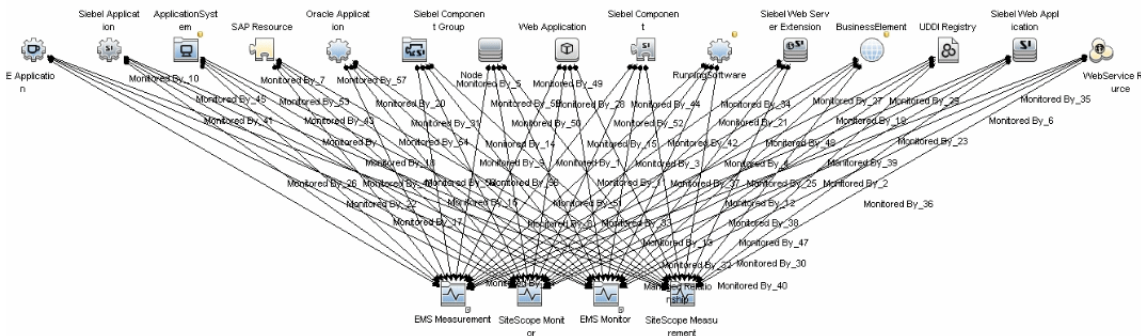 Siebel Applicat
ion
ApplicationSyst
em
SAP Resource
Oracle Applicat
ion
Siebel Componen
t Group
Web Application
Siebel Componen
t
Siebel Web Serv
er Extension
BusinessElement
UDDI Registry
Siebel Web Appl
ication
E Applicatio
n
Node
RunningSoftware
WebService Re
ource
Monitored By_10
Monitored By_7
Monitored By_57
Monitored By_5
Monitored By_49
Monitored By_45
Monitored By_53
Monitored By_20
Monitored By_28
Monitored By_44
Monitored By_34
Monitored By_27
Monitored By_29
Monitored By_35
Monitored By_41
Monitored By_43
Monitored By_31
Monitored By_50
Monitored By_52
Monitored By_21
Monitored By_6
Monitored By_54
Monitored By_14
Monitored By_15
Monitored By_42
Monitored By_48
Monitored By_23
Monitored By_9
Monitored By_1
Monitored By_3
Monitored By_39
Monitored By_26
Monitored By_37
Monitored By_25
Monitored By_2
Monitored By_22
Monitored By_12
Monitored By_36
Monitored By_17
Monitored By_33
Monitored By_38
Monitored By_13
Monitored By_47
Monitored By_32
Monitored By_30
Monitored By_40
EMS Measurement
SiteScope Monit
or
EMS Monitor
SiteScope Measu
rement